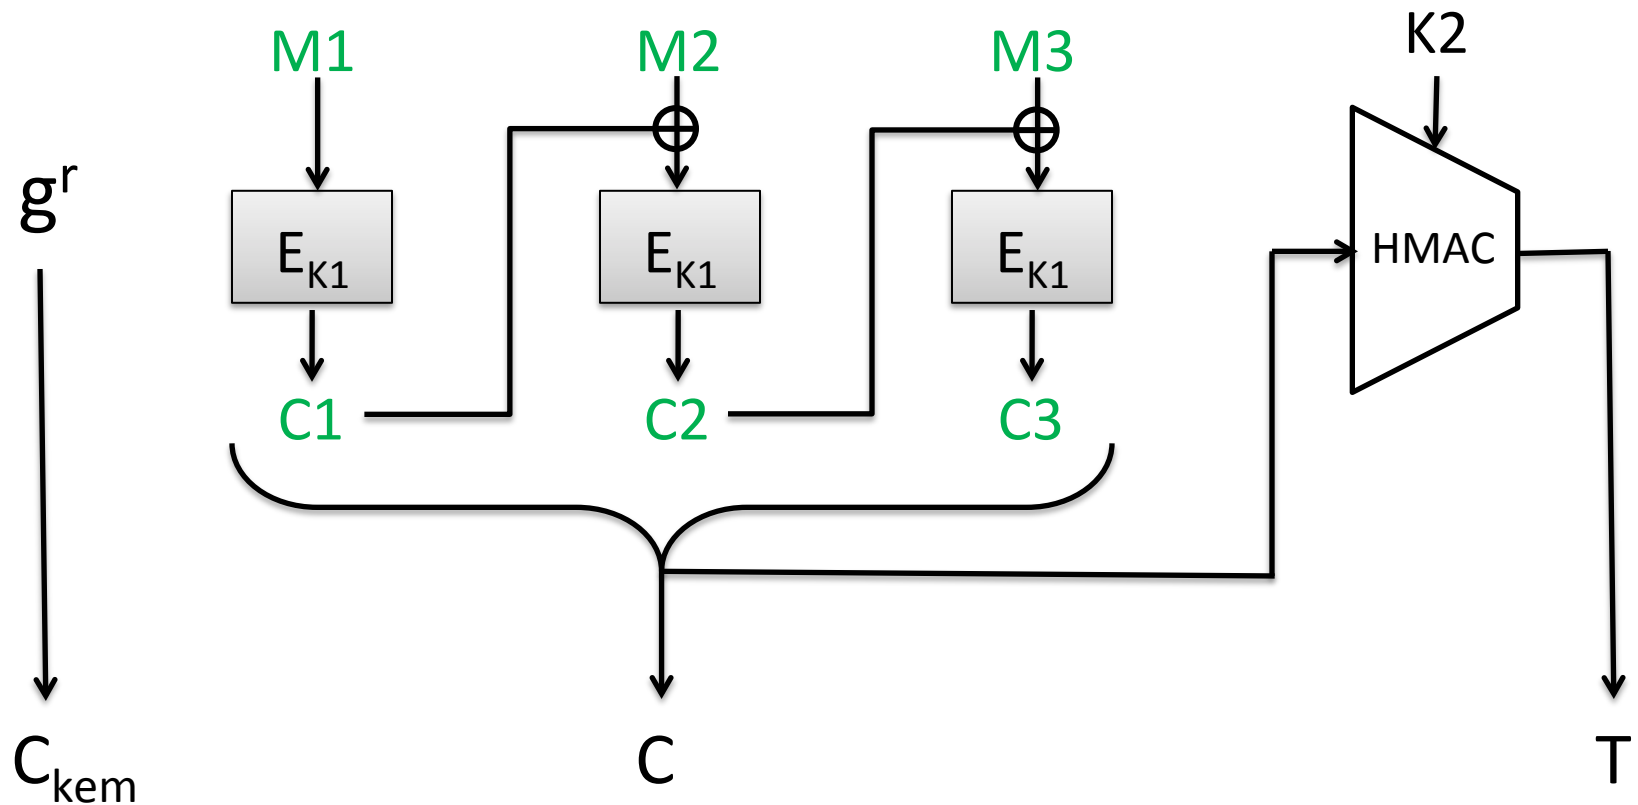 M1 M2 M3 K2
g^r E_K1 E_K1 E_K1 HMAC
C1 C2 C3
C_kem C T